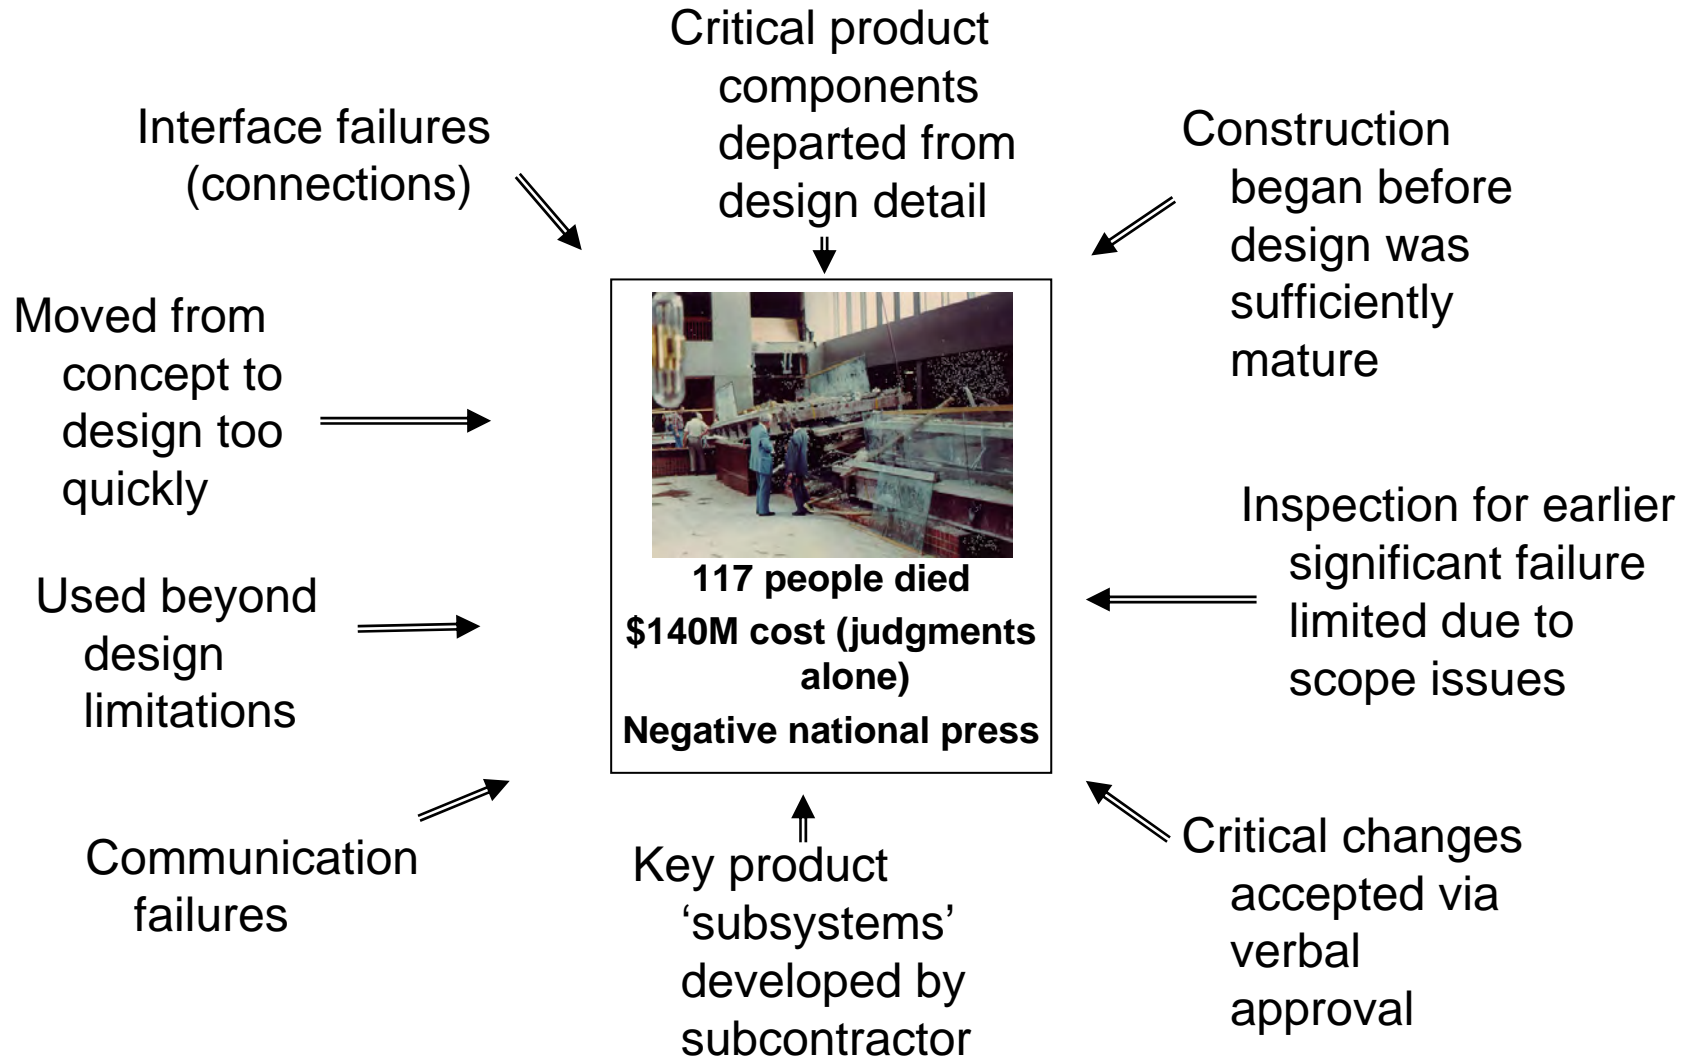 Critical product
components
departed from
design detail
Interface failures
(connections)
Construction
began before
design was
sufficiently
mature
Moved from
concept to
design too
quickly
117 people died
$140M cost (judgments
alone)
Negative national press
Inspection for earlier
significant failure
limited due to
scope issues
Used beyond
design
limitations
Communication
failures
Key product
‘subsystems’
developed by
subcontractor
Critical changes
accepted via
verbal
approval